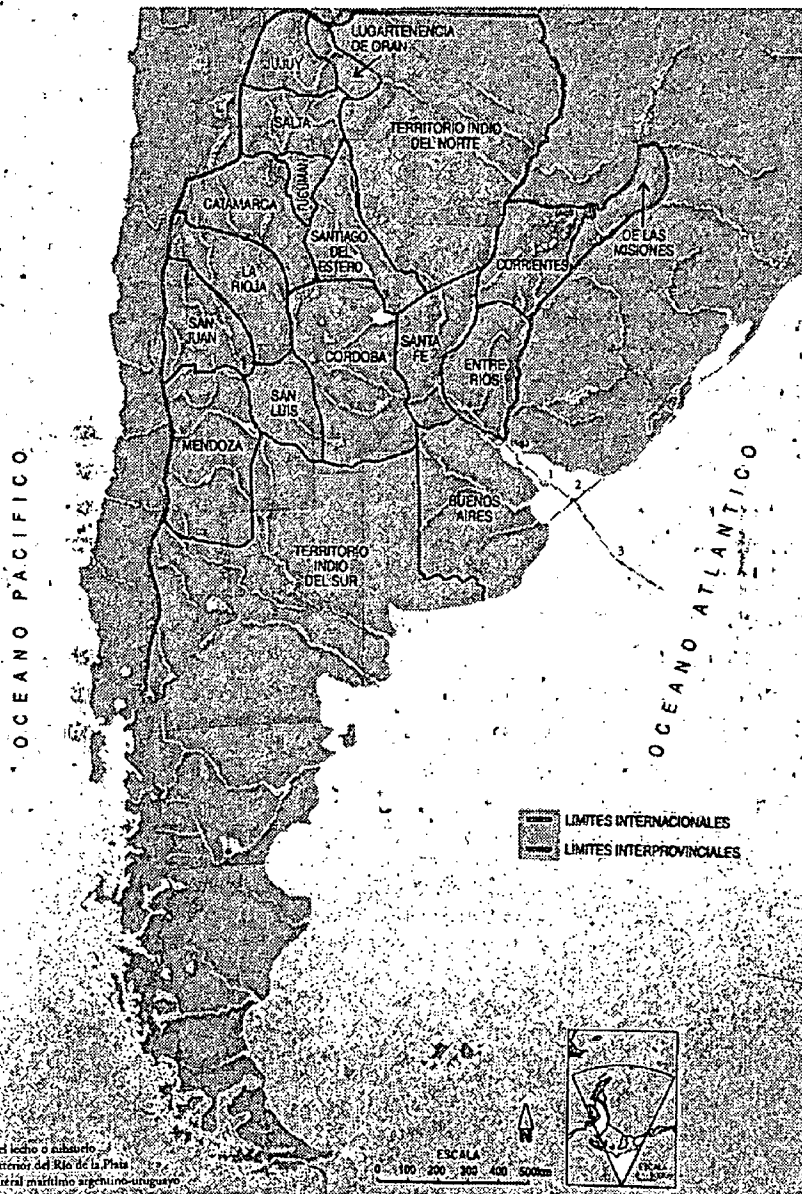 LUGARTENENCIA
DE ORAN
JUJUY
SALTA
TERRITORIO INDIO
DEL NORTE
TUCUMAN
CATAMARCA
DE LAS
MISIONES
SANTIAGO
DEL
ESTERO
CORRIENTES
LA
RIOJA
SAN
JUAN
CORDOBA
SANTA
FE
ENTRE
RIOS
SAN
LUIS
MENDOZA
BUENOS
AIRES
1
2
3
TERRITORIO
INDIO
DEL SUR
OCEANO PACIFICO
OCEANO ATLANTICO
LIMITES INTERNACIONALES
LIMITES INTERPROVINCIALES
N
ESCALA
0 100 200 300 400 500km
el lecho o subsuelo
xterior del Río de la Plata
lateral marítimo argentino-uruguayo